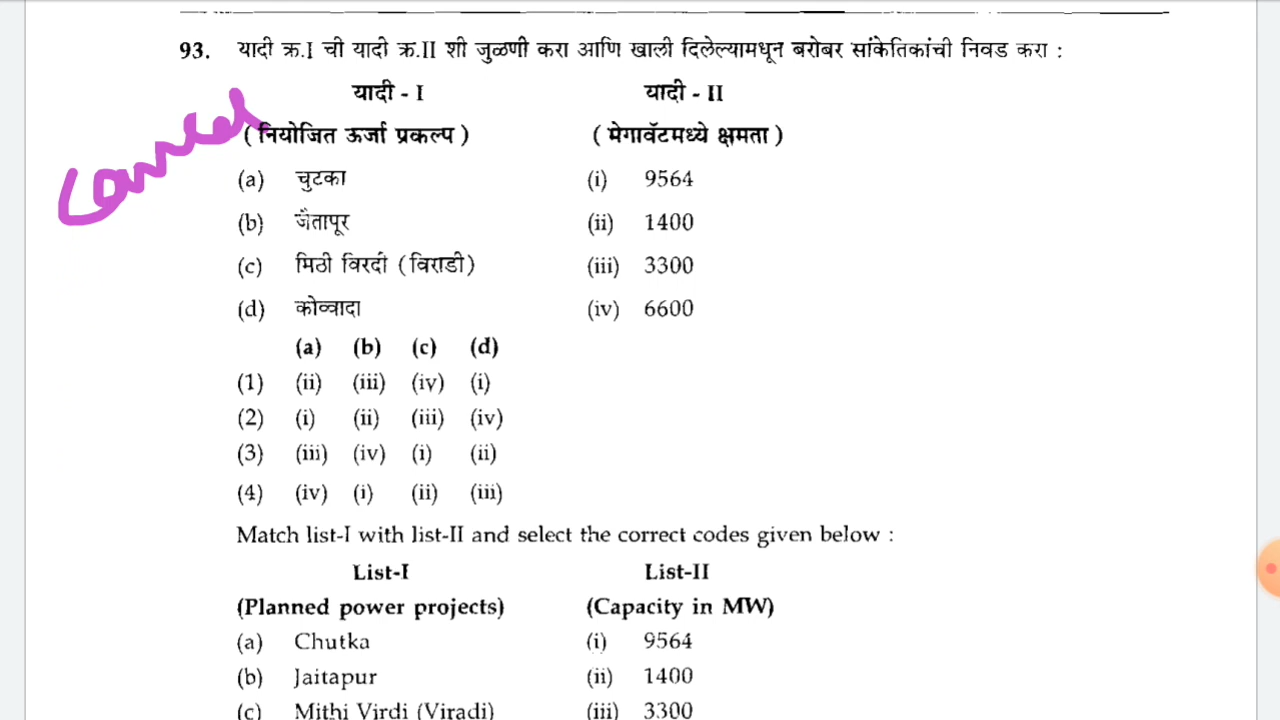 93. यादी क्र.I ची यादी क्र.II शी जुळणी करा आणि खाली दिलेल्यामधून बरोबर सांकेतिकांची निवड करा :
यादी - I यादी - II
(नियोजित ऊर्जा प्रकल्प) (मेगावॅटमध्ये क्षमता)
Cancel
(a) चुटका (i) 9564
(b) जैतापूर (ii) 1400
(c) मिठी विरदी (विराडी) (iii) 3300
(d) कोव्वादा (iv) 6600
(a) (b) (c) (d)
(1) (ii) (iii) (iv) (i)
(2) (i) (ii) (iii) (iv)
(3) (iii) (iv) (i) (ii)
(4) (iv) (i) (ii) (iii)
Match list-I with list-II and select the correct codes given below :
List-I List-II
(Planned power projects) (Capacity in MW)
(a) Chutka (i) 9564
(b) Jaitapur (ii) 1400
(c) Mithi Virdi (Viradi) (iii) 3300